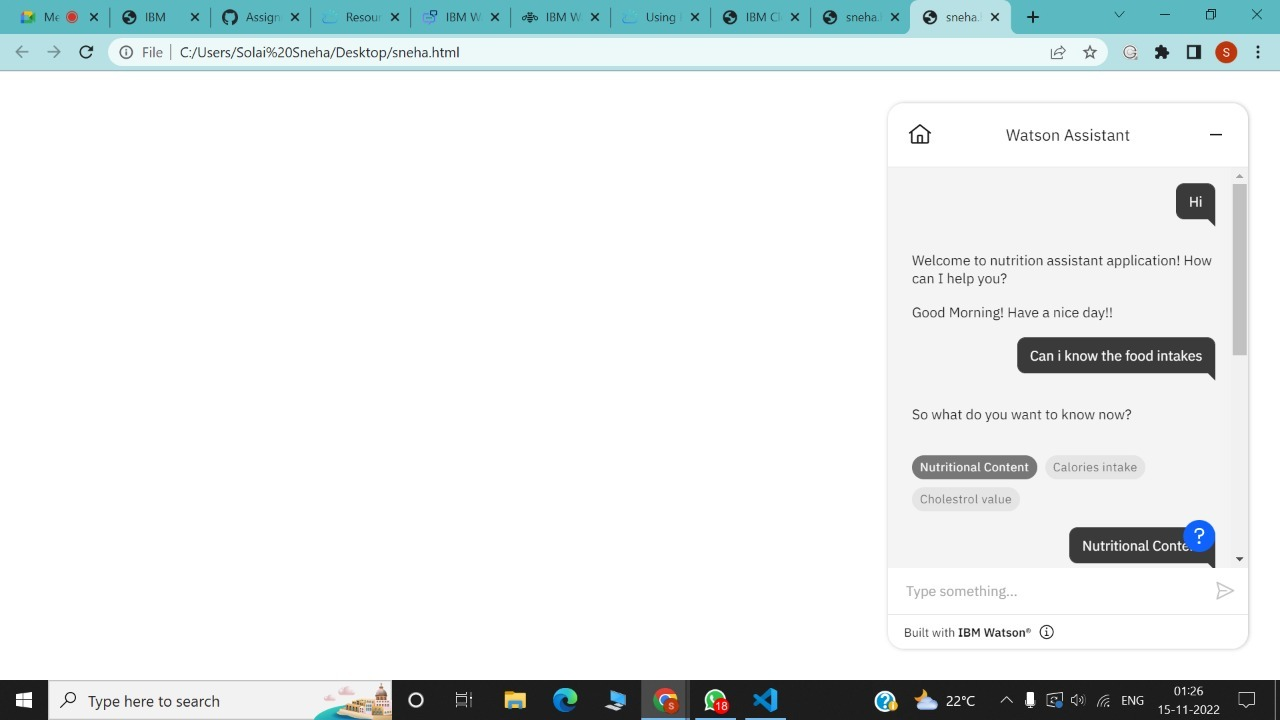 Me
IBM
Assign
Resour
IBM W
IBM W
Using I
IBM C
sneha.
sneha.
File
C:/Users/Solai%20Sneha/Desktop/sneha.html
S
Watson Assistant
Hi
Welcome to nutrition assistant application! How
can I help you?
Good Morning! Have a nice day!!
Can i know the food intakes
So what do you want to know now?
Nutritional Content
Calories intake
Cholestrol value
Nutritional Conte
?
Type something...
Built with IBM Watson®
Type here to search
S
18
22°C
ENG
01:26
15-11-2022